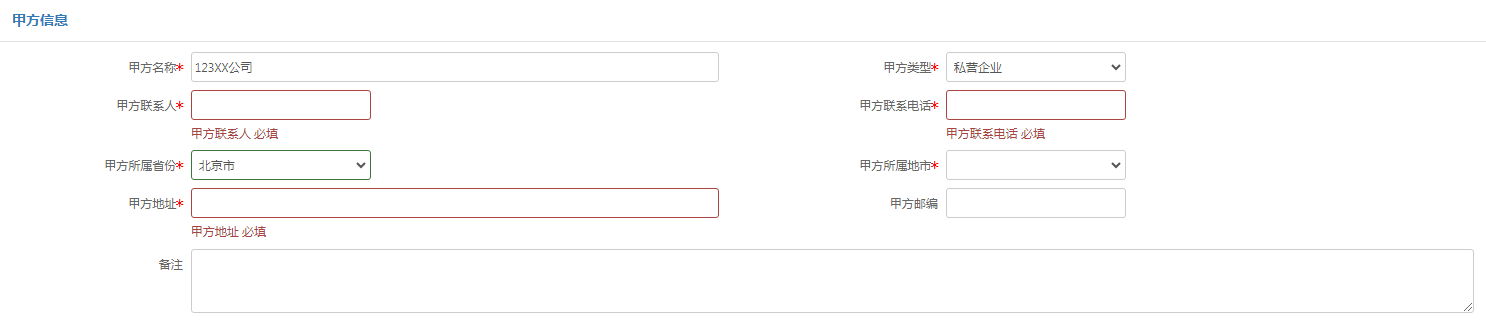 甲方信息
甲方名称* 123XX公司 甲方类型* 私营企业
甲方联系人* 甲方联系电话*
甲方联系人 必填 甲方联系电话 必填
甲方所属省份* 北京市 甲方所属地市*
甲方地址* 甲方邮编
甲方地址 必填
备注